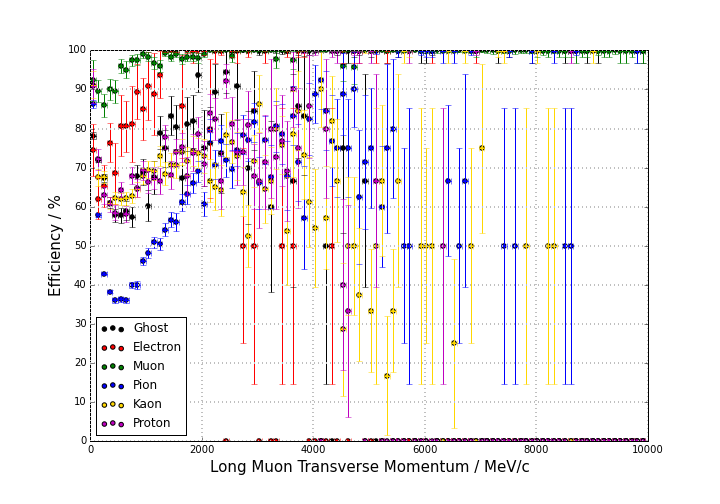 Efficiency / %
100
90
80
70
60
50
40
30
20
10
0
Ghost
Electron
Muon
Pion
Kaon
Proton
0 2000 4000 6000 8000 10000
Long Muon Transverse Momentum / MeV/c